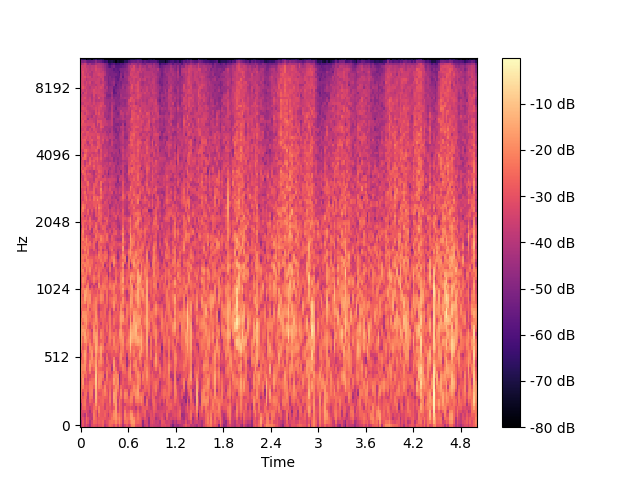 8192
4096
2048
1024
512
0
Hz
0 0.6 1.2 1.8 2.4 3 3.6 4.2 4.8
Time
-10 dB
-20 dB
-30 dB
-40 dB
-50 dB
-60 dB
-70 dB
-80 dB